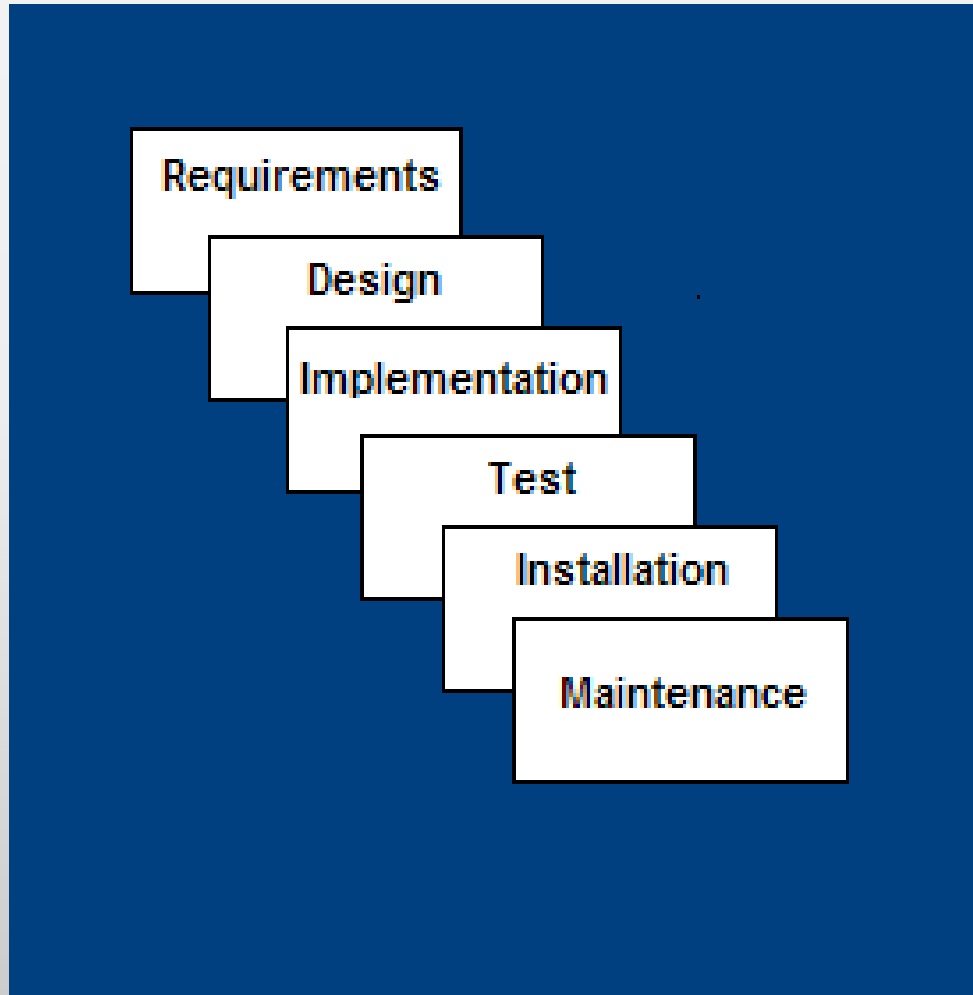 Requirements
Design
Implementation
Test
Installation
Maintenance